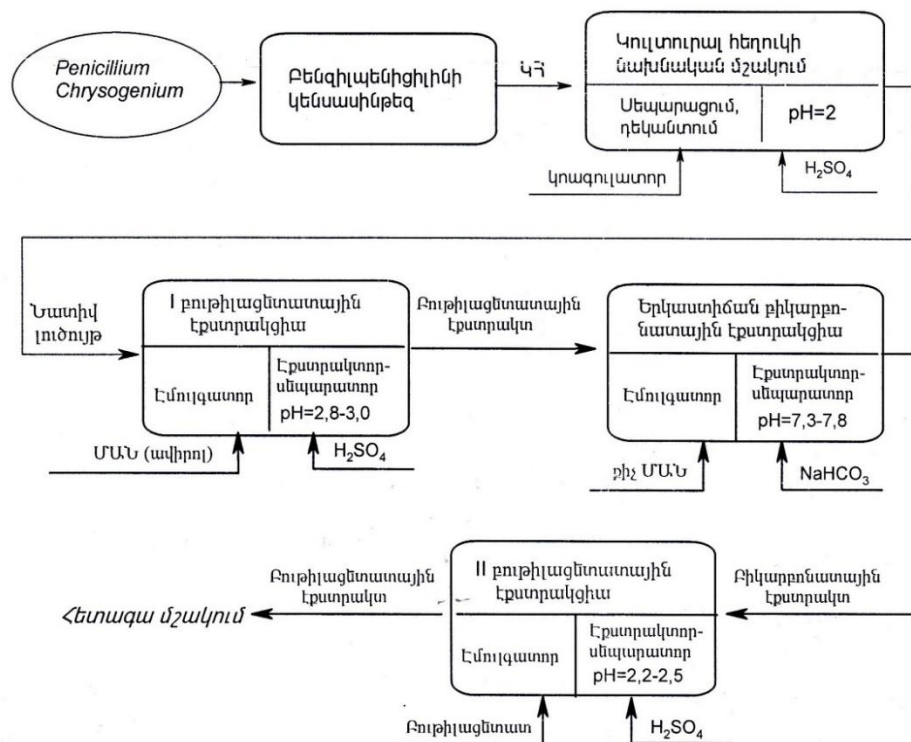 Penicillium
Chrysogenium
Բենզիլպենիցիլինի
կենսասինթեզ
ԿՀ
Կուլտուրալ հեղուկի
նախնական մշակում
Սեպարացում,
դեկանտում
pH=2
կոագուլատոր
H₂SO₄
Նատիվ
լուծույթ
I բութիլացետատային
էքստրակցիա
Էմուլգատոր
Էքստրակտոր-
սեպարատոր
pH=2,8-3,0
ՄԱՆ (ավիրոլ)
H₂SO₄
Բութիլացետատային
էքստրակտ
Երկաստիճան բիկարբո-
նատային էքստրակցիա
Էմուլգատոր
Էքստրակտոր-
սեպարատոր
pH=7,3-7,8
քիչ ՄԱՆ
NaHCO₃
Բիկարբոնատային
էքստրակտ
II բութիլացետատային
էքստրակցիա
Էմուլգատոր
Էքստրակտոր-
սեպարատոր
pH=2,2-2,5
Բութիլացետատ
H₂SO₄
Բութիլացետատային
էքստրակտ
Հետագա մշակում